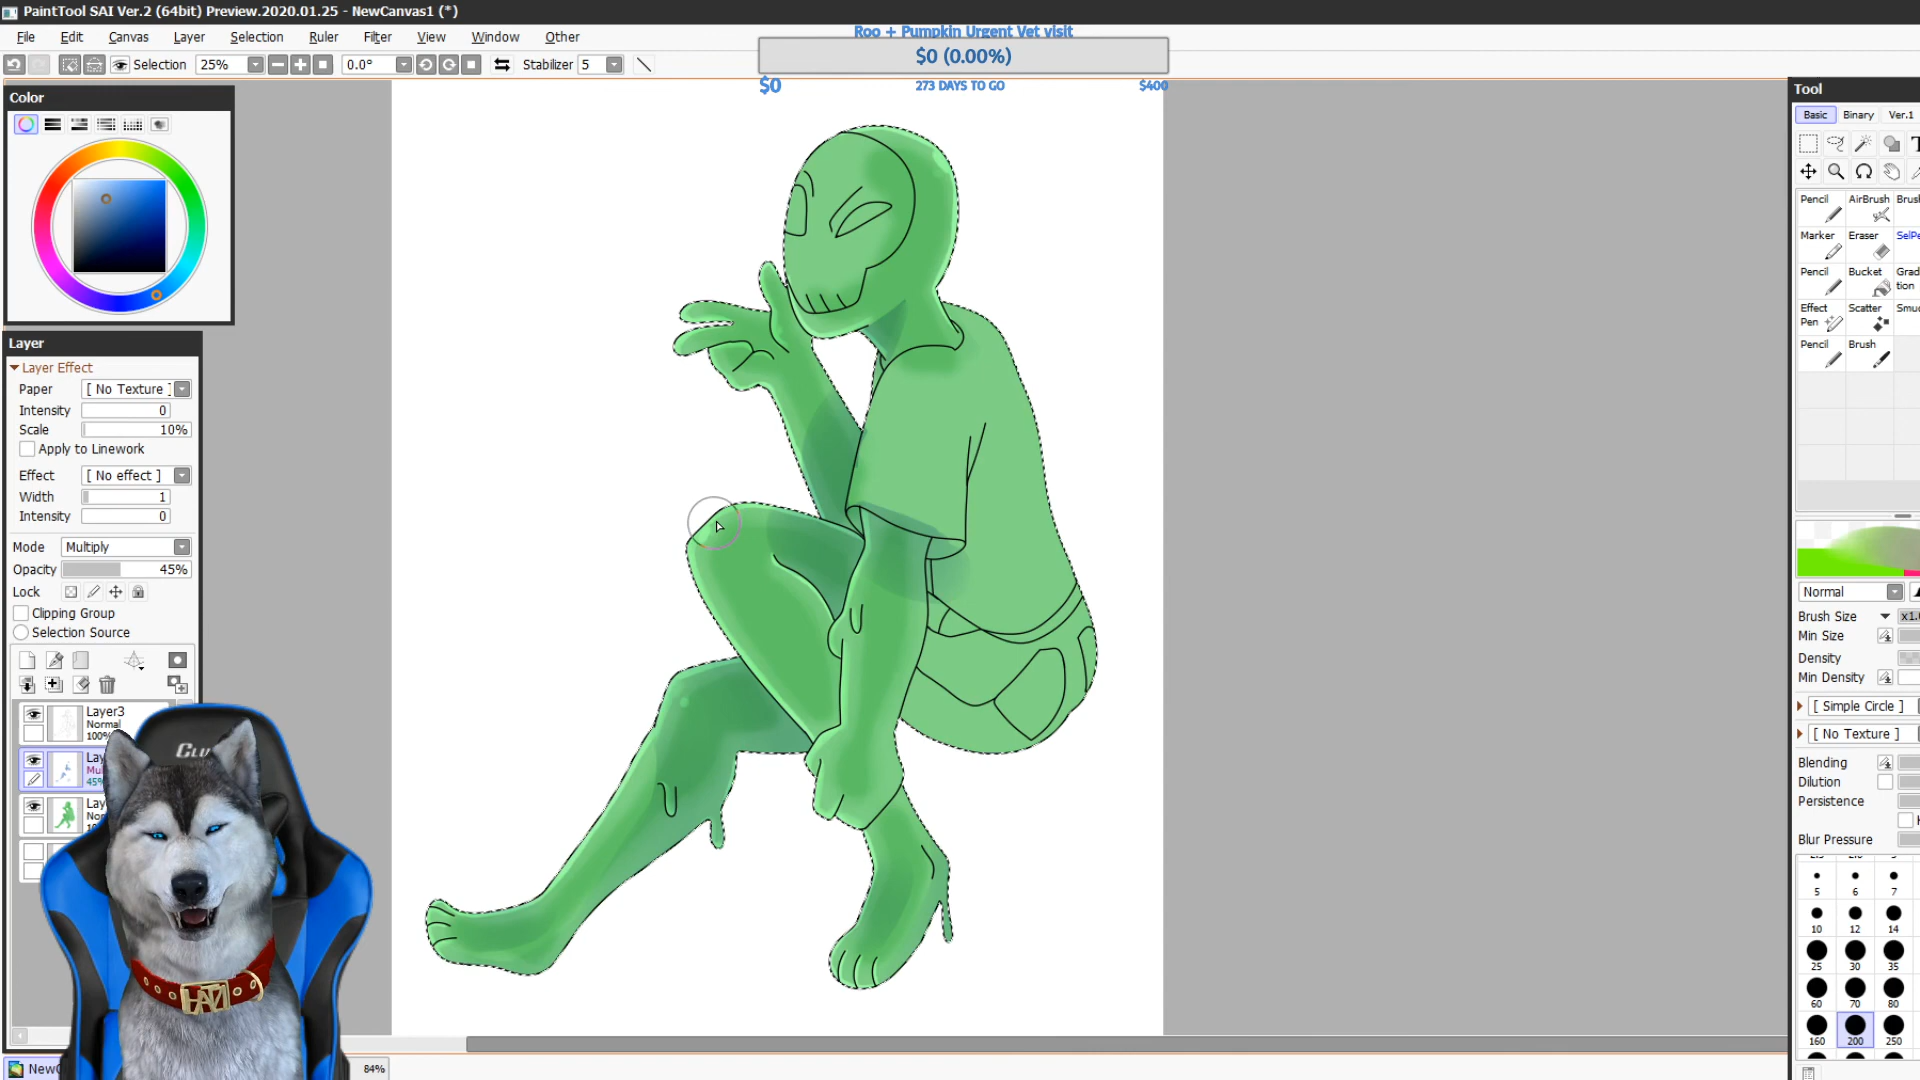 PaintTool SAI Ver.2 (64bit) Preview.2020.01.25 - NewCanvas1 (*)
File Edit Canvas Layer Selection Ruler Filter View Window Other
Roo + Pumpkin Urgent Vet visit
$0 (0.00%)
$0 273 DAYS TO GO $400
Selection 25% 0.0° Stabilizer 5
Color
Layer
Layer Effect
Paper [ No Texture ]
Intensity 0
Scale 10%
Apply to Linework
Effect [ No effect ]
Width 1
Intensity 0
Mode Multiply
Opacity 45%
Lock
Clipping Group
Selection Source
Layer3
Normal
100%
Lay
Mu
45%
Lay
84%
Tool
Basic Binary Ver.1
T
Pencil AirBrush Brus
Marker Eraser SelPe
Pencil Bucket Grad
tion
Effect Scatter Smu
Pen
Pencil Brush
Normal
Brush Size x1.
Min Size
Density
Min Density
[ Simple Circle ]
[ No Texture ]
Blending
Dilution
Persistence
Blur Pressure
5 6 7
10 12 14
25 30 35
60 70 80
160 200 250